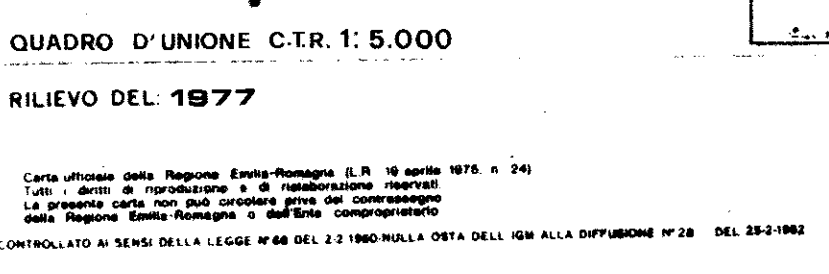 QUADRO D'UNIONE C.T.R. 1: 5.000
RILIEVO DEL: 1977
Carta ufficiale della Regione Emilia-Romagna (L.R. 19 aprile 1975. n 24)
Tutti i diritti di riproduzione e di rielaborazione riservati.
La presente carta non può circolare priva del contrassegno
della Regione Emilia-Romagna o dell'Ente comproprietario
CONTROLLATO AI SENSI DELLA LEGGE N° 68 DEL 2-2 1960-NULLA OSTA DELL IGM ALLA DIFFUSIONE N° 28 DEL 25-2-1982